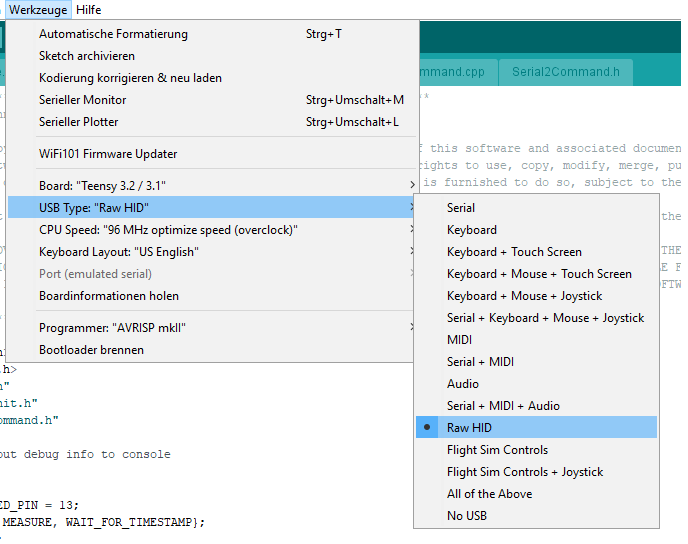 Werkzeuge Hilfe
Automatische Formatierung Strg+T
Sketch archivieren
Kodierung korrigieren & neu laden
Serieller Monitor Strg+Umschalt+M
Serieller Plotter Strg+Umschalt+L
WiFi101 Firmware Updater
Board: "Teensy 3.2 / 3.1"
USB Type: "Raw HID"
CPU Speed: "96 MHz optimize speed (overclock)"
Keyboard Layout: "US English"
Port (emulated serial)
Boardinformationen holen
Programmer: "AVRISP mkII"
Bootloader brennen
Serial
Keyboard
Keyboard + Touch Screen
Keyboard + Mouse + Touch Screen
Keyboard + Mouse + Joystick
Serial + Keyboard + Mouse + Joystick
MIDI
Serial + MIDI
Audio
Serial + MIDI + Audio
Raw HID
Flight Sim Controls
Flight Sim Controls + Joystick
All of the Above
No USB
mmand.cpp Serial2Command.h
f this software and associated documen
rights to use, copy, modify, merge, pu
is furnished to do so, subject to the
.h>
h"
nit.h"
ommand.h"
out debug info to console
ED_PIN = 13;
MEASURE, WAIT_FOR_TIMESTAMP};